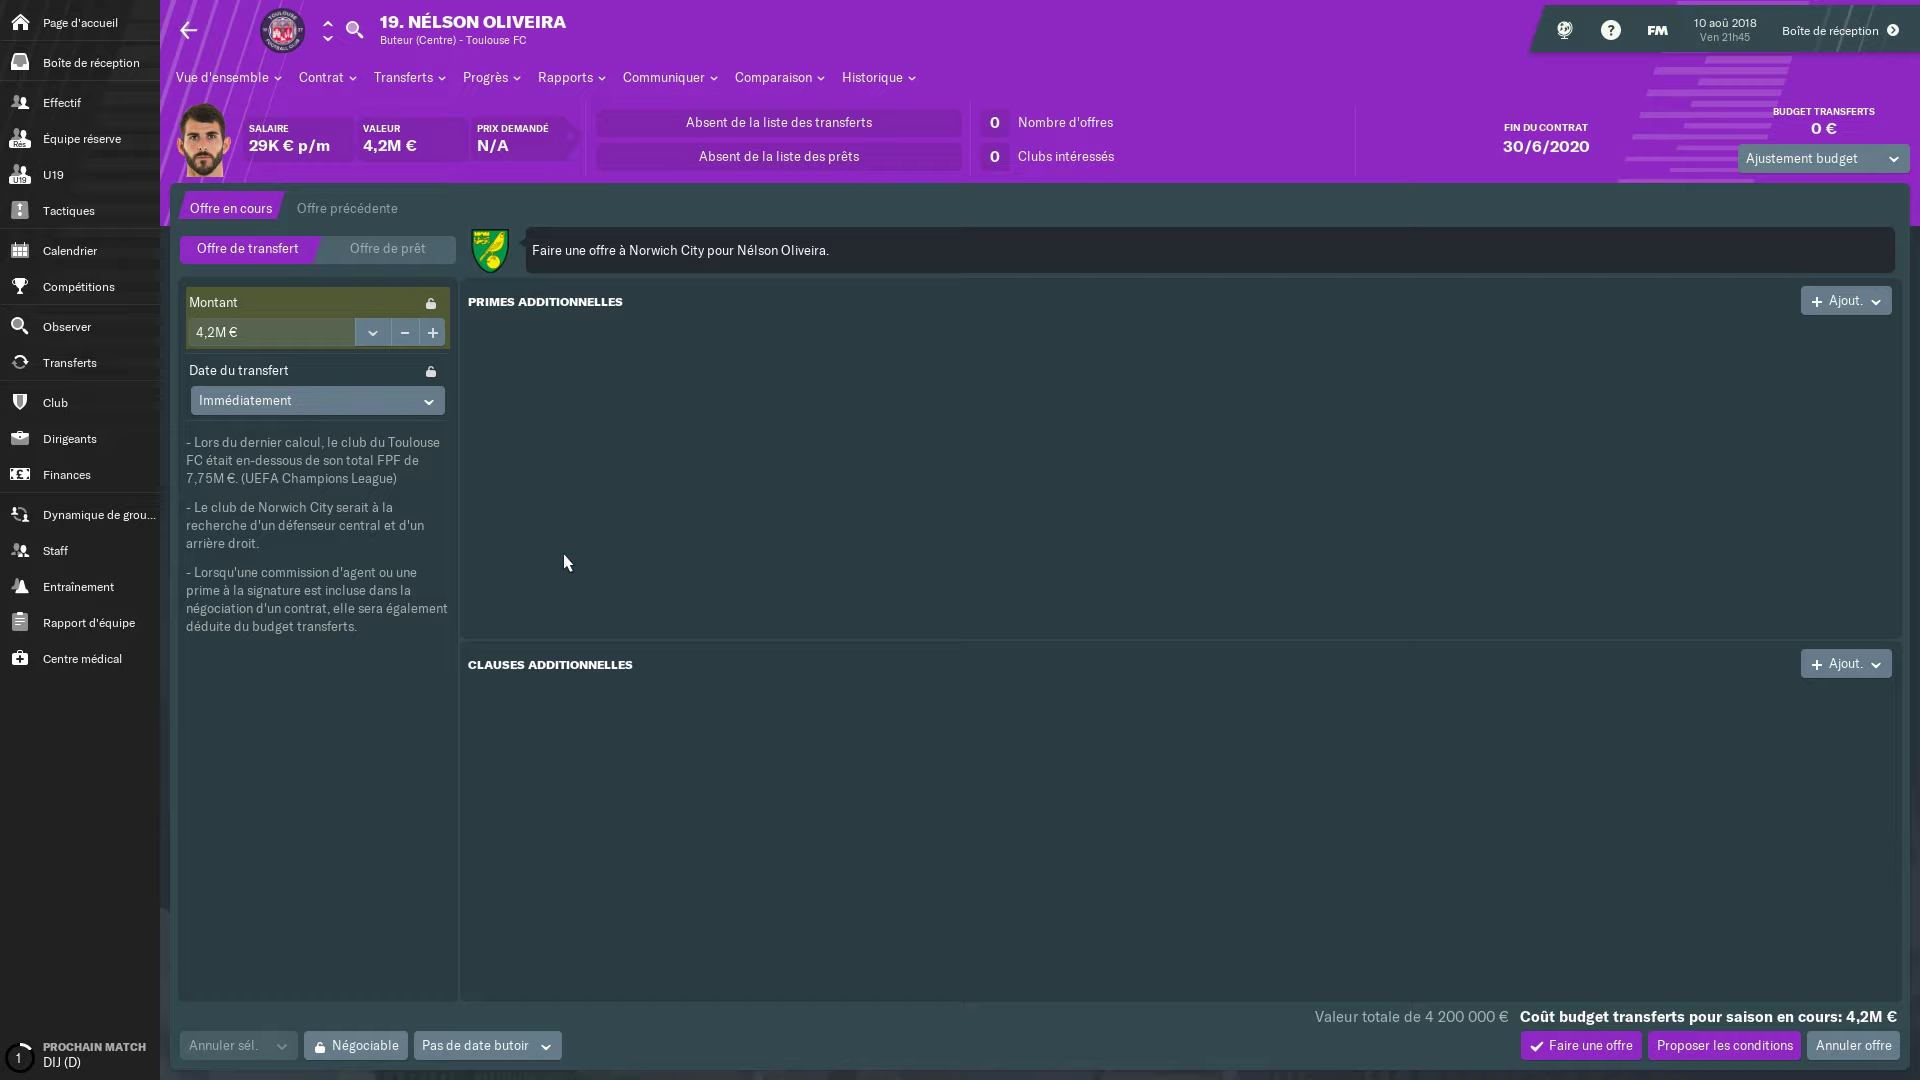 Page d'accueil
Boîte de réception
Effectif
Équipe réserve
Rés
U19
U19
Tactiques
Calendrier
Compétitions
Observer
Transferts
Club
Dirigeants
Finances
Dynamique de grou...
Staff
Entraînement
Rapport d'équipe
Centre médical
1
PROCHAIN MATCH
DIJ (D)
19. NÉLSON OLIVEIRA
Buteur (Centre) - Toulouse FC
FM
10 aoû 2018
Ven 21h45
Boîte de réception
Vue d'ensemble
Contrat
Transferts
Progrès
Rapports
Communiquer
Comparaison
Historique
SALAIRE
29K € p/m
VALEUR
4,2M €
PRIX DEMANDÉ
N/A
Absent de la liste des transferts
Absent de la liste des prêts
0 Nombre d'offres
0 Clubs intéressés
FIN DU CONTRAT
30/6/2020
BUDGET TRANSFERTS
0 €
Ajustement budget
Offre en cours
Offre précédente
Offre de transfert
Offre de prêt
Faire une offre à Norwich City pour Nélson Oliveira.
Montant
4,2M €
Date du transfert
Immédiatement
- Lors du dernier calcul, le club du Toulouse
FC était en-dessous de son total FPF de
7,75M €. (UEFA Champions League)
- Le club de Norwich City serait à la
recherche d'un défenseur central et d'un
arrière droit.
- Lorsqu'une commission d'agent ou une
prime à la signature est incluse dans la
négociation d'un contrat, elle sera également
déduite du budget transferts.
PRIMES ADDITIONNELLES
+ Ajout.
CLAUSES ADDITIONNELLES
+ Ajout.
Valeur totale de 4 200 000 €
Coût budget transferts pour saison en cours: 4,2M €
Annuler sél.
Négociable
Pas de date butoir
Faire une offre
Proposer les conditions
Annuler offre